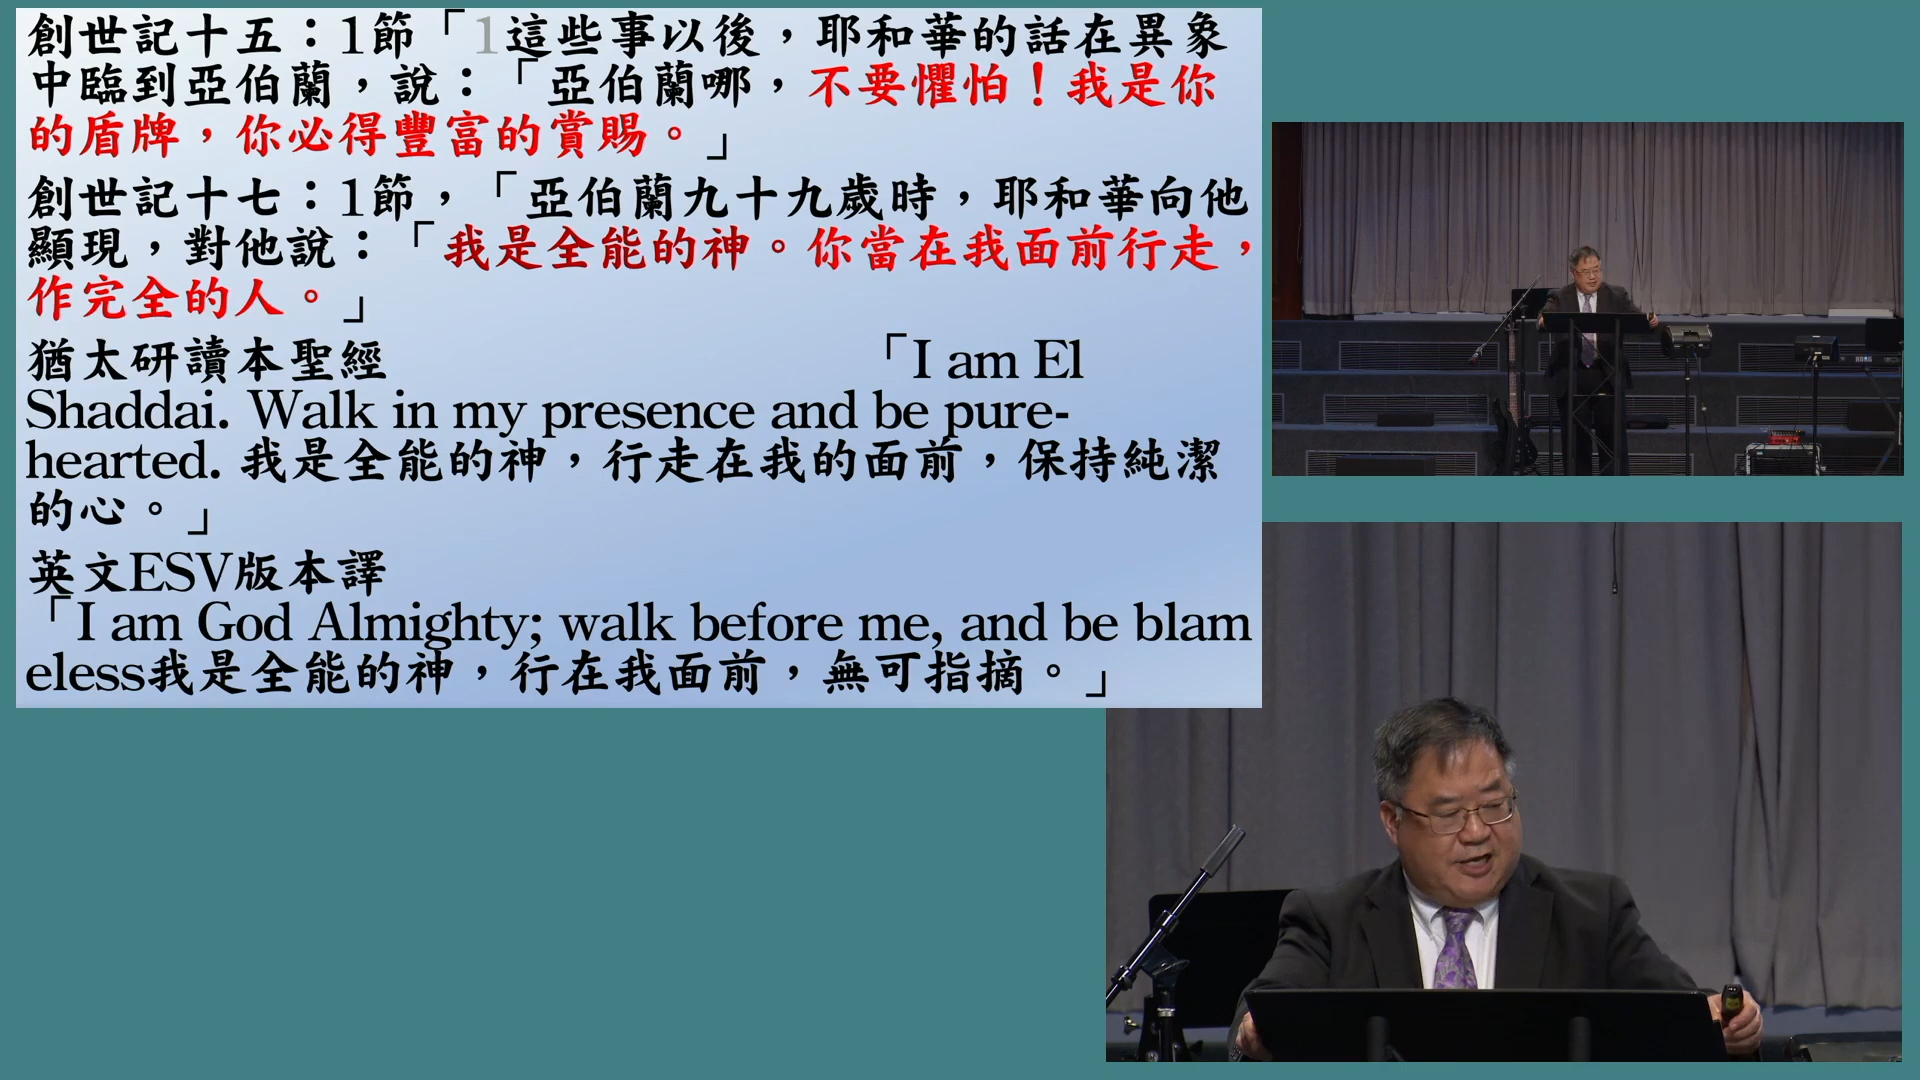 創世記十五：1節「1這些事以後，耶和華的話在異象
中臨到亞伯蘭，說：「亞伯蘭哪，不要懼怕！我是你
的盾牌，你必得豐富的賞賜。」
創世記十七：1節，「亞伯蘭九十九歲時，耶和華向他
顯現，對他說：「我是全能的神。你當在我面前行走，
作完全的人。」
猶太研讀本聖經 「I am El
Shaddai. Walk in my presence and be pure-
hearted. 我是全能的神，行走在我的面前，保持純潔
的心。」
英文ESV版本譯
「I am God Almighty; walk before me, and be blam
eless我是全能的神，行在我面前，無可指摘。」